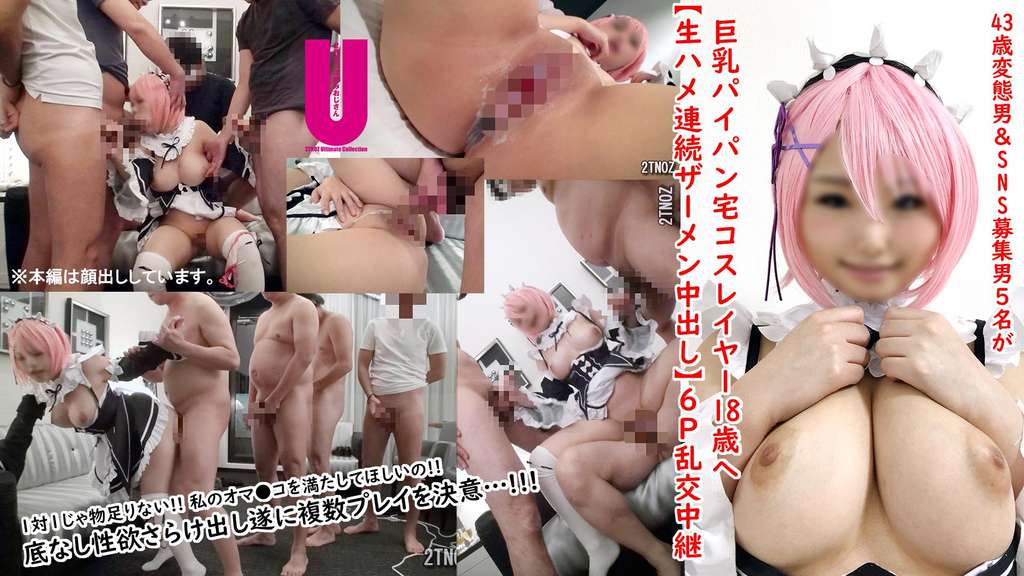 43歳変態男&SNS募集男5名が
巨乳パイパン宅コスレイヤー18歳へ
【生ハメ連続ザーメン中出し】6P乱交中継
U
おじさん
2TNOZ Ultimate Collection
2TNOZ
2TNOZ
※本編は顔出ししています。
1対1じゃ物足りない!! 私のオマ●コを満たしてほしいの!!
底なし性欲さらけ出し遂に複数プレイを決意…!!!
2TNOZ